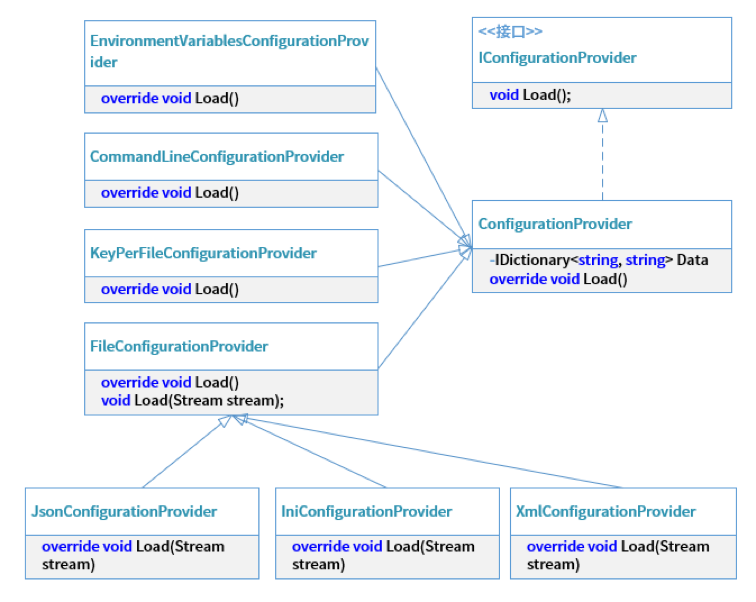 EnvironmentVariablesConfigurationProv
ider
override void Load()
<<接口>>
IConfigurationProvider
void Load();
CommandLineConfigurationProvider
override void Load()
ConfigurationProvider
-IDictionary<string, string> Data
override void Load()
KeyPerFileConfigurationProvider
override void Load()
FileConfigurationProvider
override void Load()
void Load(Stream stream);
JsonConfigurationProvider
override void Load(Stream
stream)
IniConfigurationProvider
override void Load(Stream
stream)
XmlConfigurationProvider
override void Load(Stream
stream)